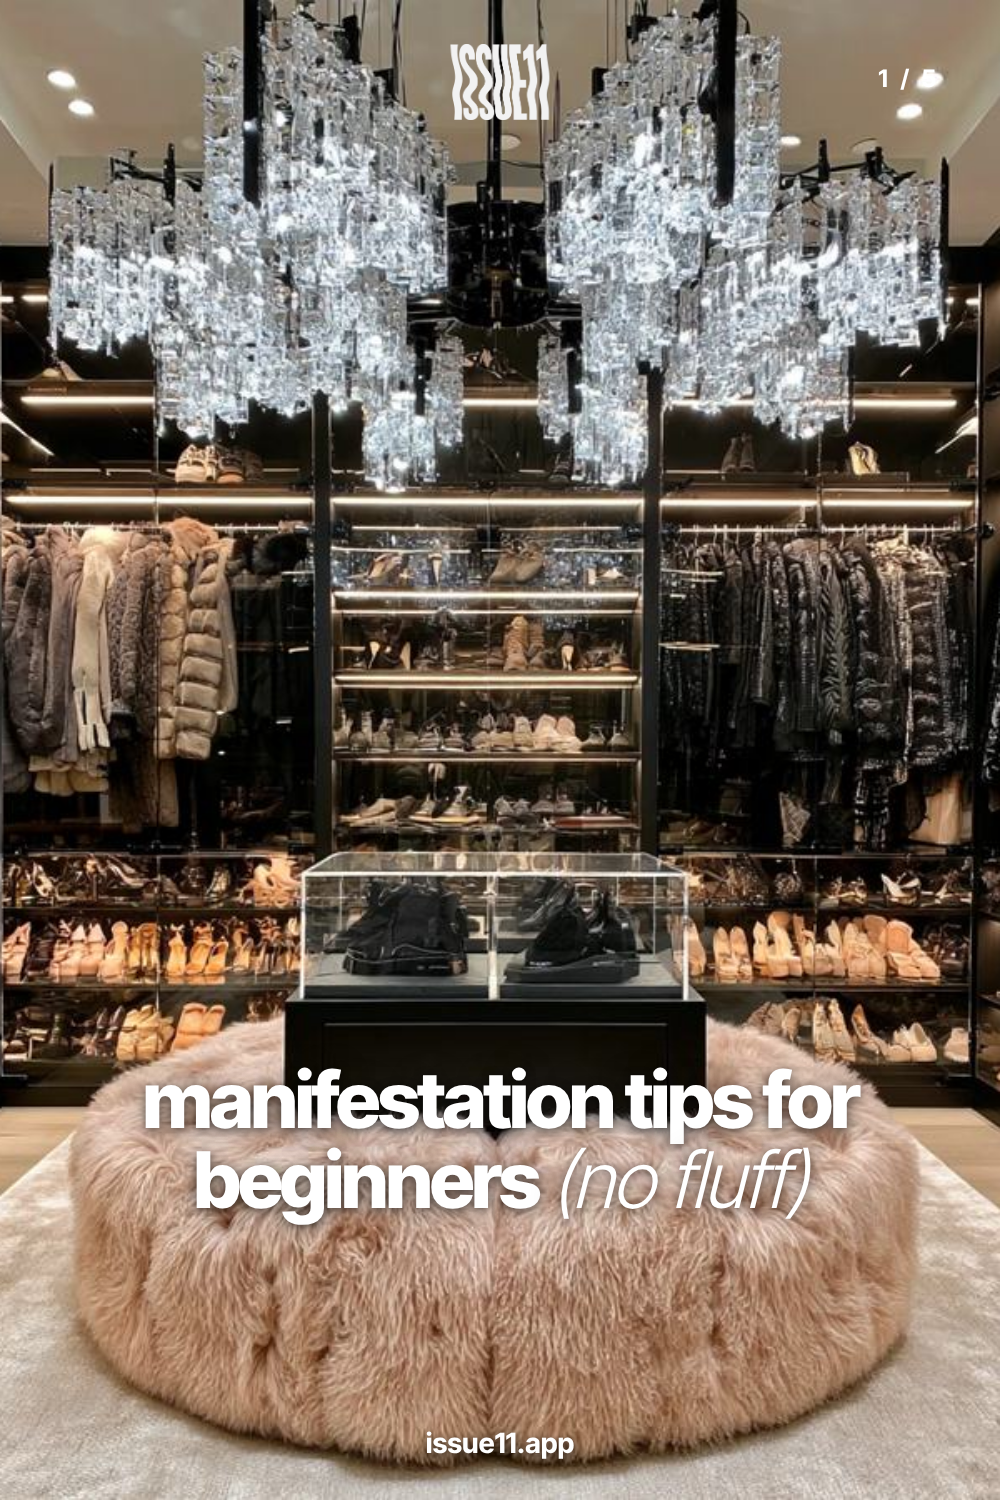 ISSUE11
1 /
manifestation tips for
beginners (no fluff)
issue11.app